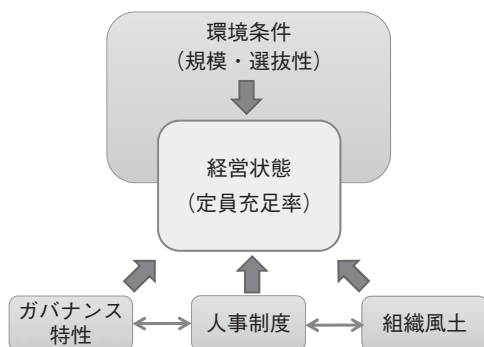 環境条件
（規模・選抜性）
経営状態
（定員充足率）
ガバナンス
特性
人事制度
組織風土